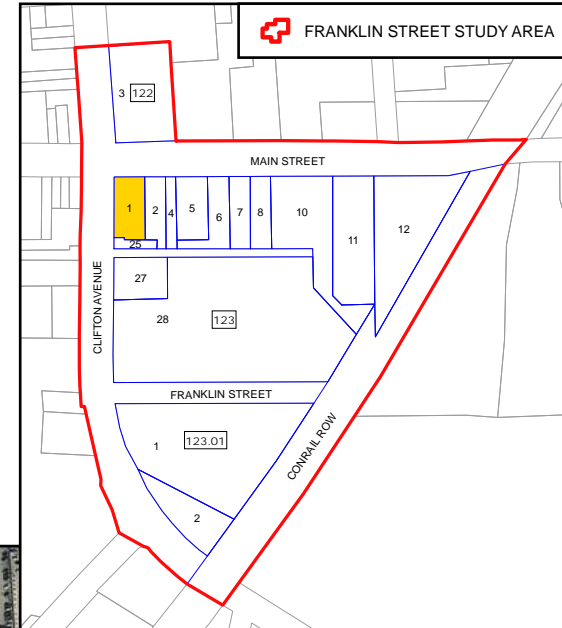 FRANKLIN STREET STUDY AREA
3 122
MAIN STREET
1 2 4 5 6 7 8 10 11 12
25
27
28 123
CLIFTON AVENUE
FRANKLIN STREET
1 123.01
CONRAIL ROW
2